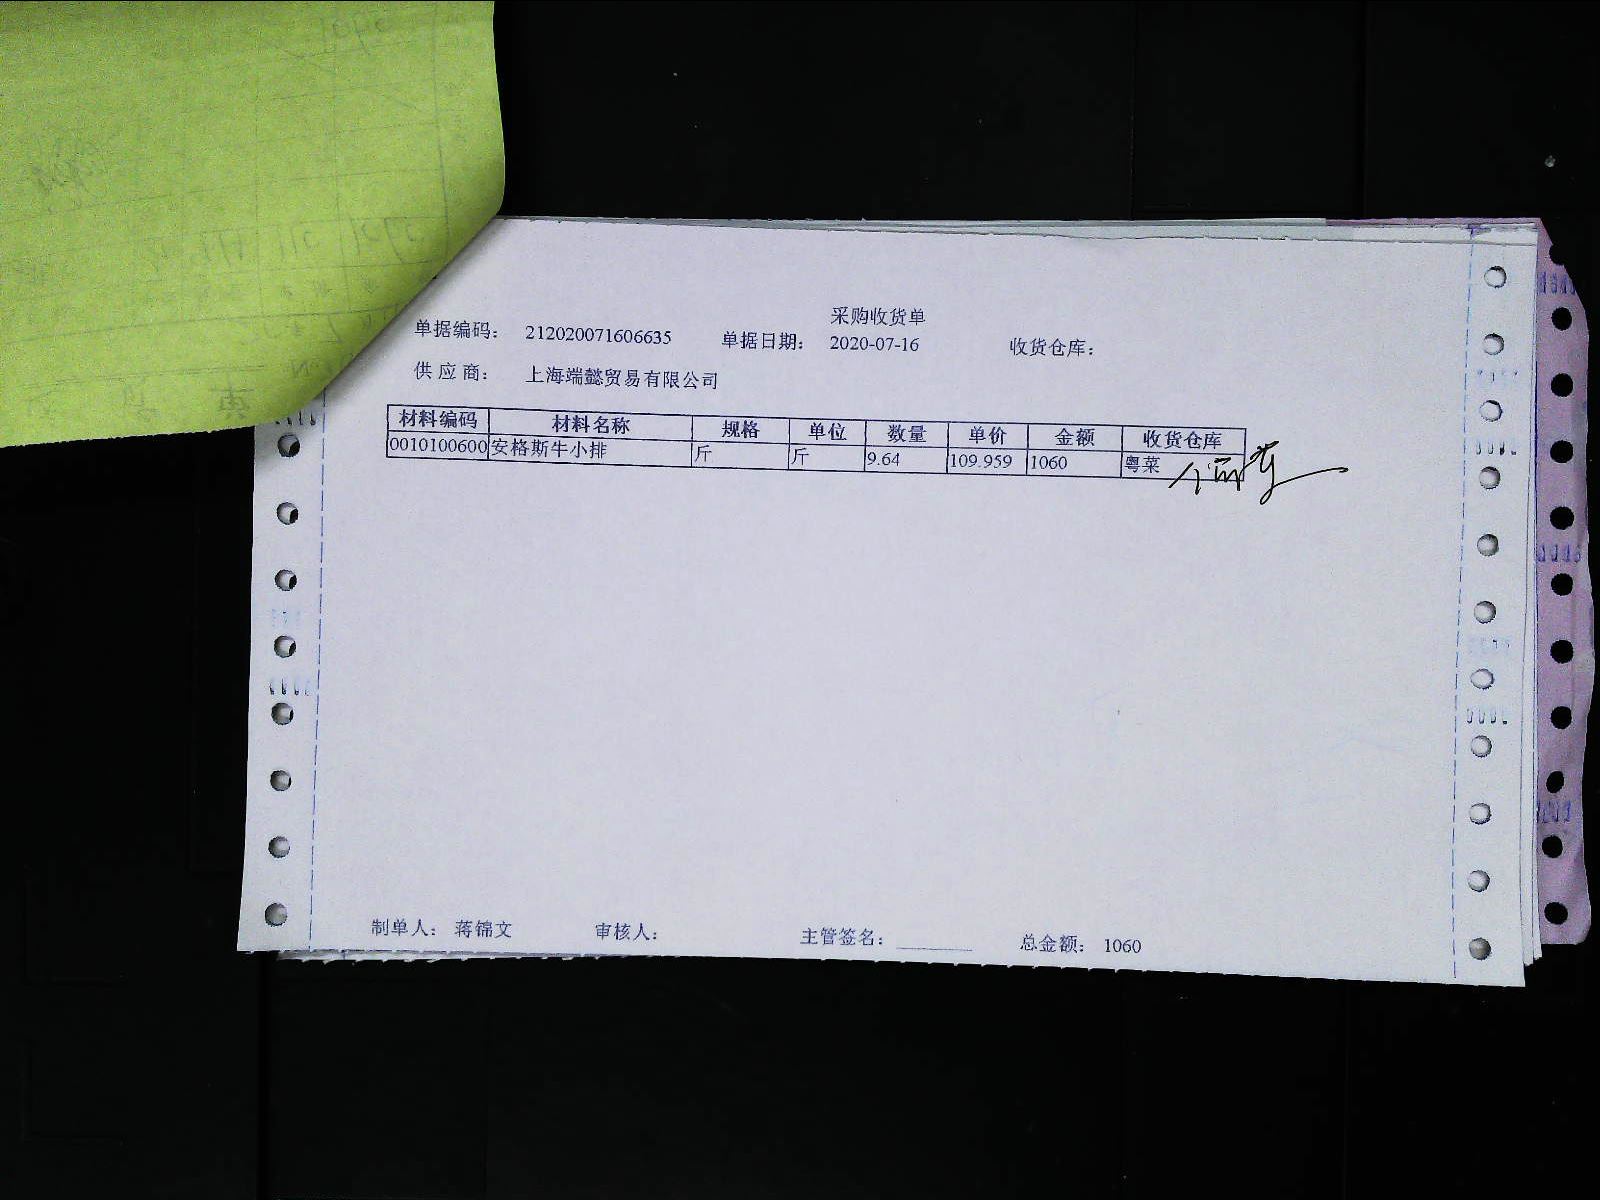 采购收货单
单据编码： 212020071606635 单据日期： 2020-07-16 收货仓库：
供 应 商： 上海端懿贸易有限公司
材料编码 材料名称 规格 单位 数量 单价 金额 收货仓库
0010100600 安格斯牛小排 斤 斤 9.64 109.959 1060 粤菜
制单人： 蒋锦文 审核人： 主管签名： ________ 总金额： 1060